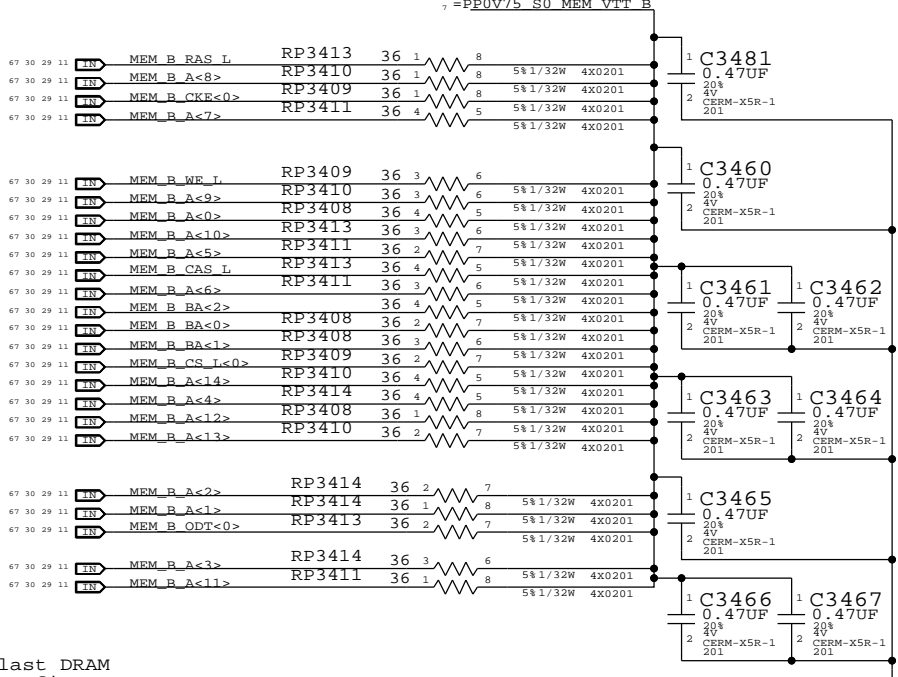 7 =PP0V75_S0_MEM_VTT_B
67 30 29 11 IN MEM_B_RAS_L RP3413 36 1 8 5% 1/32W 4X0201
67 30 29 11 IN MEM_B_A<8> RP3410 36 1 8 5% 1/32W 4X0201
67 30 29 11 IN MEM_B_CKE<0> RP3409 36 1 8 5% 1/32W 4X0201
67 30 29 11 IN MEM_B_A<7> RP3411 36 4 5 5% 1/32W 4X0201
1 C3481
0.47UF
20%
4V
2 CERM-X5R-1
201
67 30 29 11 IN MEM_B_WE_L RP3409 36 3 6 5% 1/32W 4X0201
67 30 29 11 IN MEM_B_A<9> RP3410 36 3 6 5% 1/32W 4X0201
67 30 29 11 IN MEM_B_A<0> RP3408 36 4 5 5% 1/32W 4X0201
67 30 29 11 IN MEM_B_A<10> RP3413 36 3 6 5% 1/32W 4X0201
67 30 29 11 IN MEM_B_A<5> RP3411 36 2 7 5% 1/32W 4X0201
67 30 29 11 IN MEM_B_CAS_L RP3413 36 4 5 5% 1/32W 4X0201
67 30 29 11 IN MEM_B_A<6> RP3411 36 3 6 5% 1/32W 4X0201
67 30 29 11 IN MEM_B_BA<2> 36 4 5 5% 1/32W 4X0201
67 30 29 11 IN MEM_B_BA<0> RP3408 36 2 7 5% 1/32W 4X0201
67 30 29 11 IN MEM_B_BA<1> RP3408 36 3 6 5% 1/32W 4X0201
67 30 29 11 IN MEM_B_CS_L<0> RP3409 36 2 7 5% 1/32W 4X0201
67 30 29 11 IN MEM_B_A<14> RP3410 36 4 5 5% 1/32W 4X0201
67 30 29 11 IN MEM_B_A<4> RP3414 36 4 5 5% 1/32W 4X0201
67 30 29 11 IN MEM_B_A<12> RP3408 36 1 8 5% 1/32W 4X0201
67 30 29 11 IN MEM_B_A<13> RP3410 36 2 7 5% 1/32W 4X0201
1 C3460
0.47UF
20%
4V
2 CERM-X5R-1
201
1 C3461 1 C3462
0.47UF 0.47UF
20% 20%
4V 4V
2 CERM-X5R-1 2 CERM-X5R-1
201 201
1 C3463 1 C3464
0.47UF 0.47UF
20% 20%
4V 4V
2 CERM-X5R-1 2 CERM-X5R-1
201 201
67 30 29 11 IN MEM_B_A<2> RP3414 36 2 7 5% 1/32W 4X0201
67 30 29 11 IN MEM_B_A<1> RP3414 36 1 8 5% 1/32W 4X0201
67 30 29 11 IN MEM_B_ODT<0> RP3413 36 2 7 5% 1/32W 4X0201
1 C3465
0.47UF
20%
4V
2 CERM-X5R-1
201
67 30 29 11 IN MEM_B_A<3> RP3414 36 3 6 5% 1/32W 4X0201
67 30 29 11 IN MEM_B_A<11> RP3411 36 1 8 5% 1/32W 4X0201
1 C3466 1 C3467
0.47UF 0.47UF
20% 20%
4V 4V
2 CERM-X5R-1 2 CERM-X5R-1
201 201
last DRAM